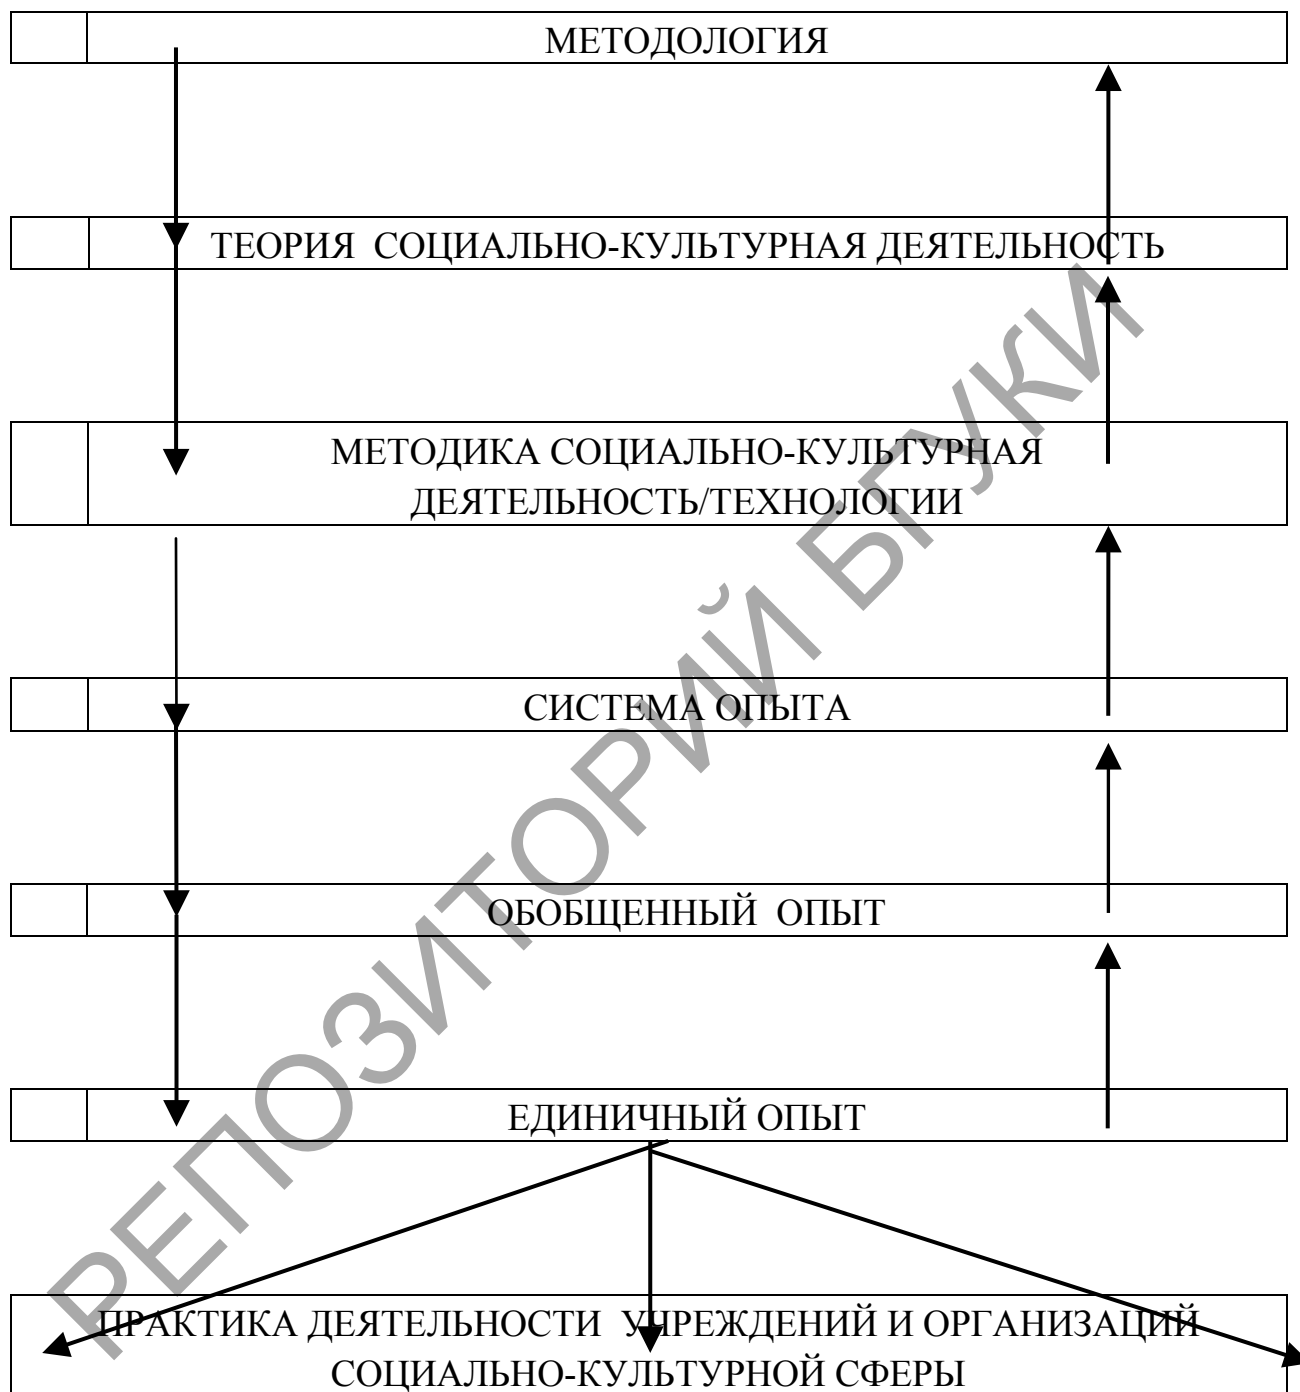 МЕТОДОЛОГИЯ
ТЕОРИЯ СОЦИАЛЬНО-КУЛЬТУРНАЯ ДЕЯТЕЛЬНОСТЬ
МЕТОДИКА СОЦИАЛЬНО-КУЛЬТУРНАЯ
ДЕЯТЕЛЬНОСТЬ/ТЕХНОЛОГИИ
СИСТЕМА ОПЫТА
ОБОБЩЕННЫЙ ОПЫТ
ЕДИНИЧНЫЙ ОПЫТ
ПРАКТИКА ДЕЯТЕЛЬНОСТИ УЧРЕЖДЕНИЙ И ОРГАНИЗАЦИЙ
СОЦИАЛЬНО-КУЛЬТУРНОЙ СФЕРЫ
РЕПОЗИТОРИЙ БГУКИ